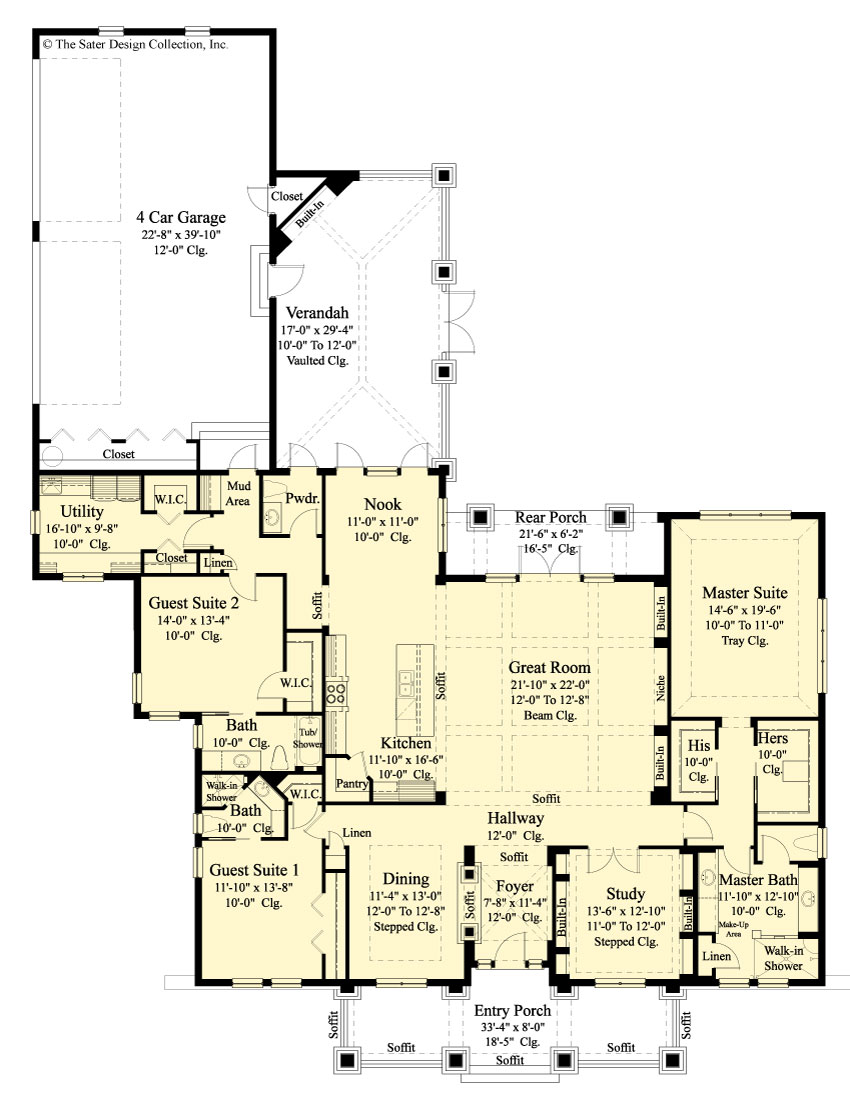 © The Sater Design Collection, Inc.
4 Car Garage
22'-8" x 39'-10"
12'-0" Clg.
Closet
Built-In
Verandah
17'-0" x 29'-4"
10'-0" To 12'-0"
Vaulted Clg.
Closet
Mud
Area
Utility
16'-10" x 9'-8"
10'-0" Clg.
W.I.C.
Closet
Linen
Pwdr.
Nook
11'-0" x 11'-0"
10'-0" Clg.
Rear Porch
21'-6" x 6'-2"
16'-5" Clg.
Guest Suite 2
14'-0" x 13'-4"
10'-0" Clg.
Soffit
W.I.C.
Soffit
Great Room
21'-10" x 22'-0"
12'-0" To 12'-8"
Beam Clg.
Built-In
Niche
Built-In
Master Suite
14'-6" x 19'-6"
10'-0" To 11'-0"
Tray Clg.
Bath
10'-0" Clg.
Tub/
Shower
Kitchen
11'-10" x 16'-6"
10'-0" Clg.
Pantry
His
10'-0"
Clg.
Hers
10'-0"
Clg.
Walk-in
Shower
Bath
10'-0" Clg.
W.I.C.
Linen
Soffit
Hallway
12'-0" Clg.
Soffit
Guest Suite 1
11'-10" x 13'-8"
10'-0" Clg.
Dining
11'-4" x 13'-0"
12'-0" To 12'-8"
Stepped Clg.
Soffit
Foyer
7'-8" x 11'-4"
12'-0" Clg.
Built-In
Study
13'-6" x 12'-10"
11'-0" To 12'-0"
Stepped Clg.
Built-In
Master Bath
11'-10" x 12'-10"
10'-0" Clg.
Make-Up
Area
Linen
Walk-in
Shower
Entry Porch
33'-4" x 8'-0"
18'-5" Clg.
Soffit
Soffit
Soffit
Soffit
Soffit